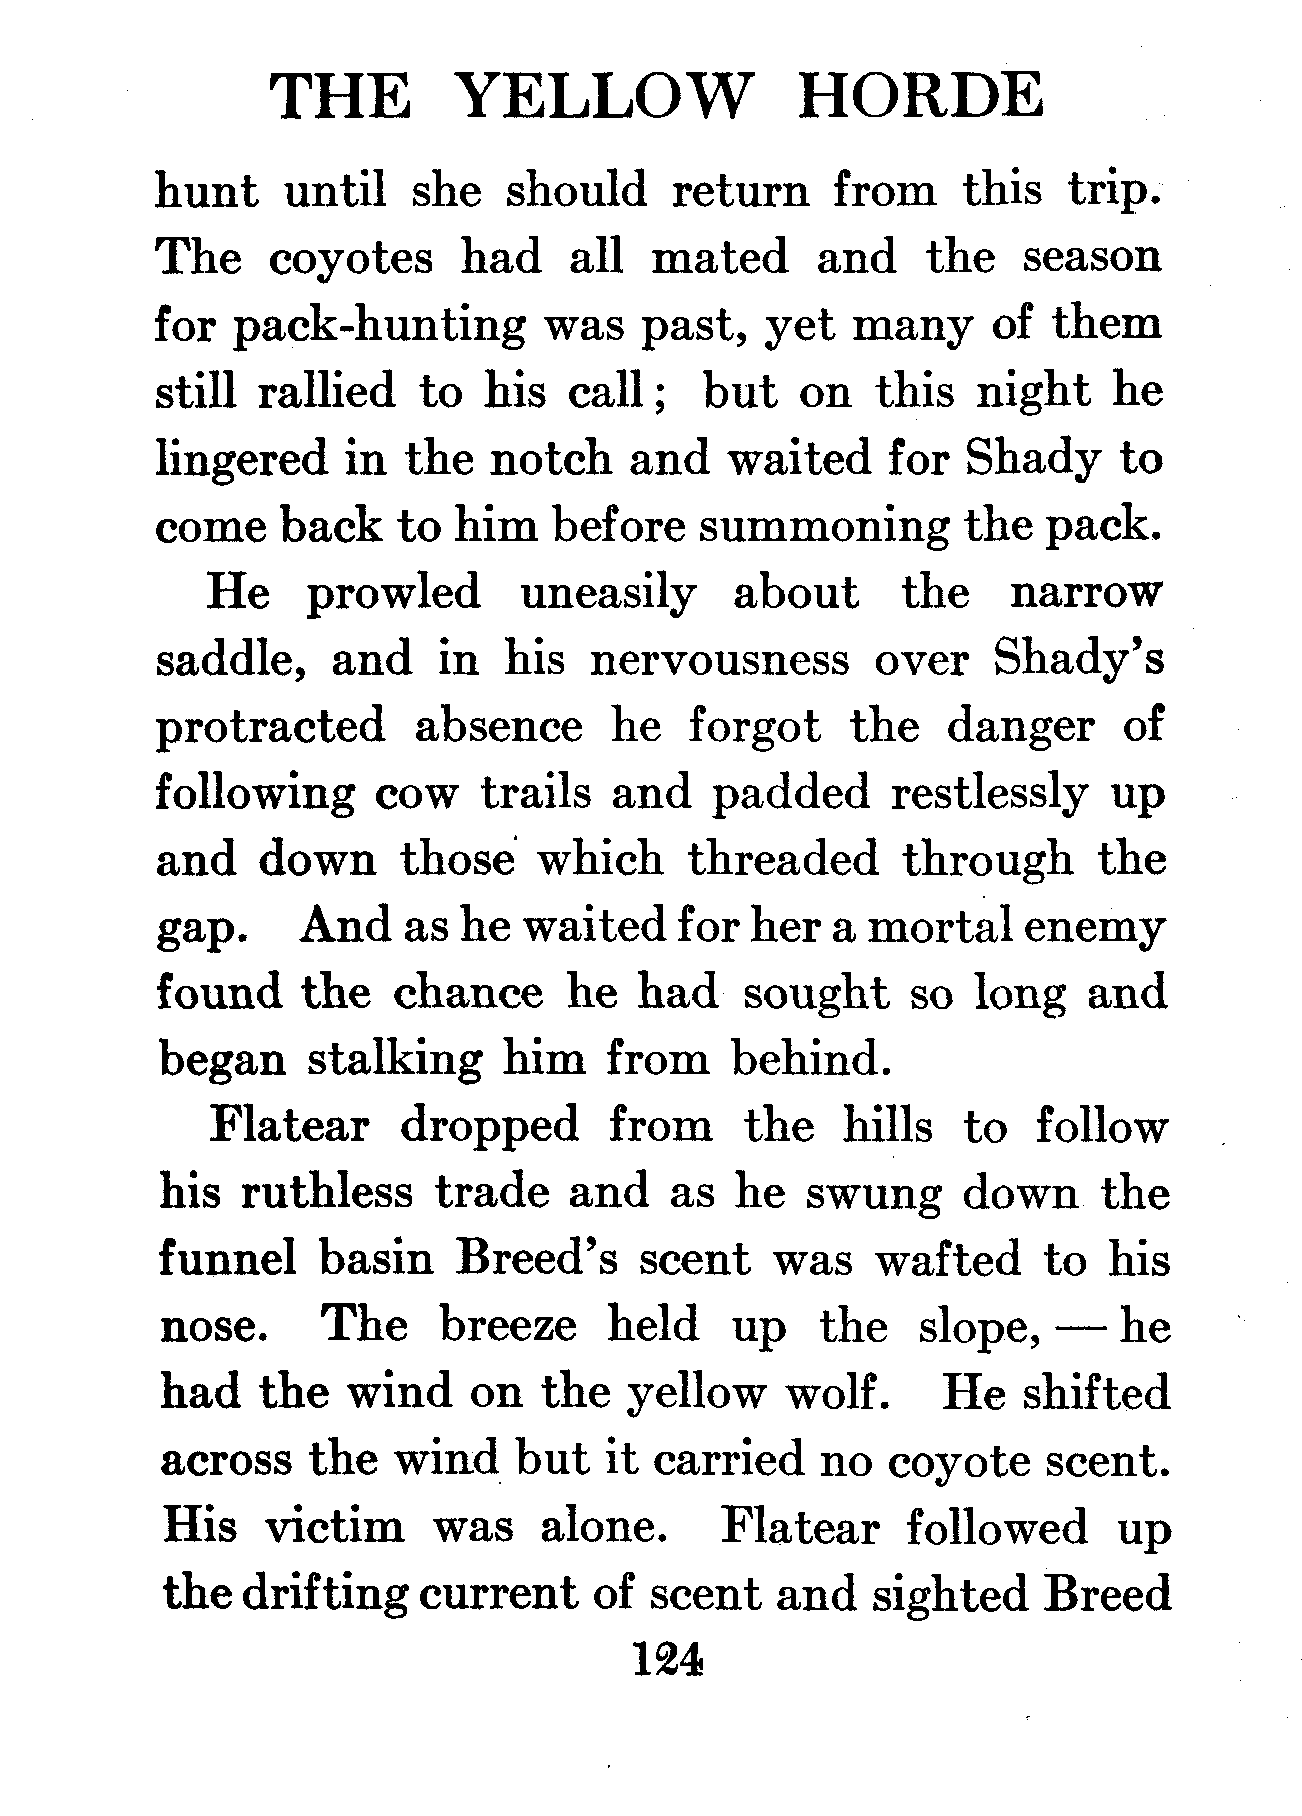 THE YELLOW HORDE
hunt until she should return from this trip.
The coyotes had all mated and the season
for pack-hunting was past, yet many of them
still rallied to his call; but on this night he
lingered in the notch and waited for Shady to
come back to him before summoning the pack.
He prowled uneasily about the narrow
saddle, and in his nervousness over Shady's
protracted absence he forgot the danger of
following cow trails and padded restlessly up
and down those which threaded through the
gap. And as he waited for her a mortal enemy
found the chance he had sought so long and
began stalking him from behind.
Flatear dropped from the hills to follow
his ruthless trade and as he swung down the
funnel basin Breed's scent was wafted to his
nose. The breeze held up the slope, — he
had the wind on the yellow wolf. He shifted
across the wind but it carried no coyote scent.
His victim was alone. Flatear followed up
the drifting current of scent and sighted Breed
124